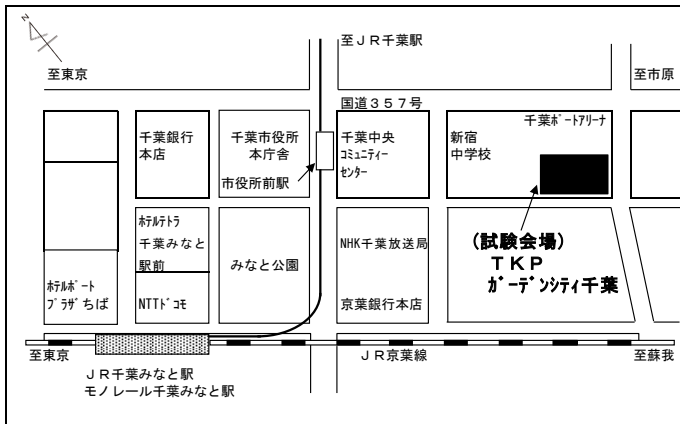 N
至ＪＲ千葉駅
至東京
至市原
国道３５７号
千葉銀行
本店
千葉市役所
本庁舎
市役所前駅
千葉中央
ｺﾐｭﾆﾃｨｰ
ｾﾝﾀｰ
新宿
中学校
千葉ﾎﾟｰﾄｱﾘｰﾅ
ﾎﾃﾙﾃﾄﾗ
千葉みなと
駅前
みなと公園
NHK千葉放送局
(試験会場)
ＴＫＰ
ｶﾞｰﾃﾞﾝｼﾃｨ千葉
ﾎﾃﾙﾎﾟｰﾄ
ﾌﾟﾗｻﾞちば
NTTﾄﾞｺﾓ
京葉銀行本店
至東京
ＪＲ京葉線
至蘇我
ＪＲ千葉みなと駅
モノレール千葉みなと駅